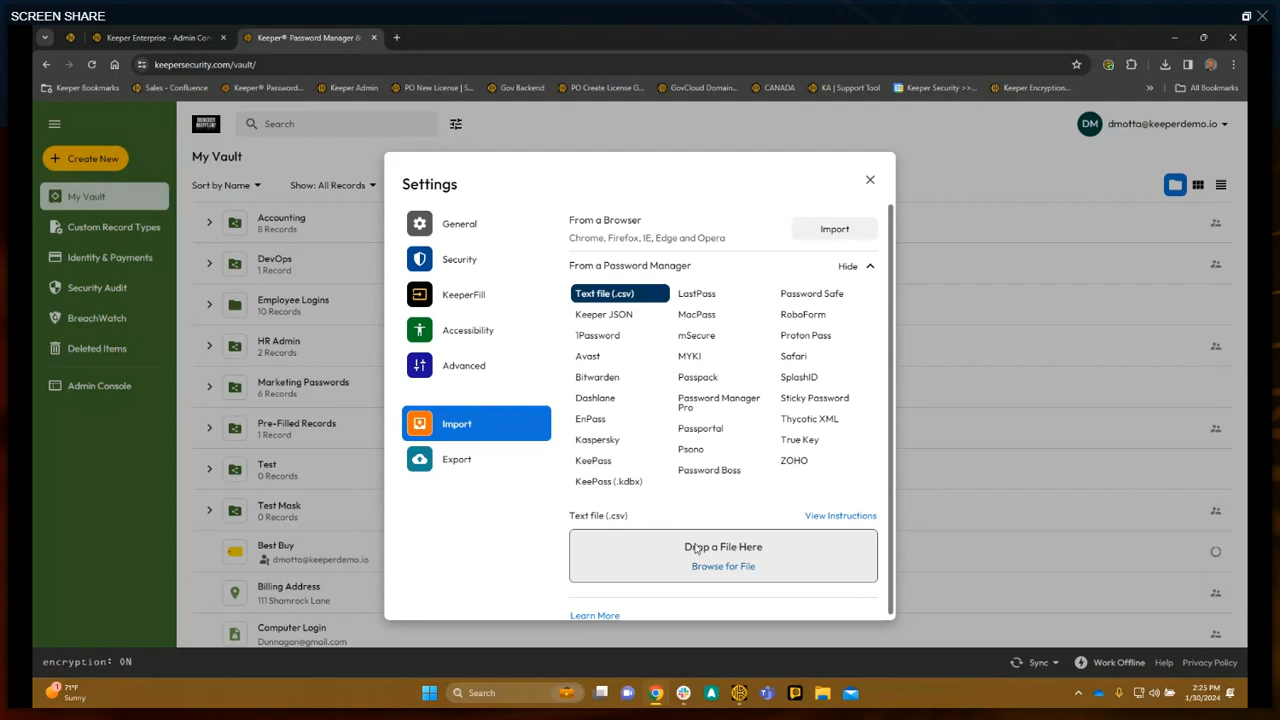 SCREEN SHARE
Keeper Enterprise - Admin Con
Keeper® Password Manager &
keepersecurity.com/vault/
Keeper Bookmarks
Sales - Confluence
Keeper® Password...
Keeper Admin
PO New License | S...
Gov Backend
PO Create License G...
GovCloud Domain...
CANADA
KA | Support Tool
Keeper Security >>...
Keeper Encryption...
All Bookmarks
Search
DM
dmotta@keeperdemo.io
Create New
My Vault
Custom Record Types
Identity & Payments
Security Audit
BreachWatch
Deleted Items
Admin Console
My Vault
Sort by Name
Show: All Records
Accounting
8 Records
DevOps
1 Record
Employee Logins
10 Records
HR Admin
2 Records
Marketing Passwords
6 Records
Pre-Filled Records
1 Record
Test
0 Records
Test Mask
0 Records
Best Buy
dmotta@keeperdemo.io
Billing Address
111 Shamrock Lane
Computer Login
Dunnagan@gmail.com
Settings
General
Security
KeeperFill
Accessibility
Advanced
Import
Export
From a Browser
Chrome, Firefox, IE, Edge and Opera
Import
From a Password Manager
Hide
Text file (.csv)
Keeper JSON
1Password
Avast
Bitwarden
Dashlane
EnPass
Kaspersky
KeePass
KeePass (.kdbx)
LastPass
MacPass
mSecure
MYKI
Passpack
Password Manager
Pro
Passportal
Psono
Password Boss
Password Safe
RoboForm
Proton Pass
Safari
SplashID
Sticky Password
Thycotic XML
True Key
ZOHO
Text file (.csv)
View Instructions
Drop a File Here
Browse for File
Learn More
encryption: ON
Sync
Work Offline
Help
Privacy Policy
1
71°F
Sunny
Search
2:25 PM
1/30/2024